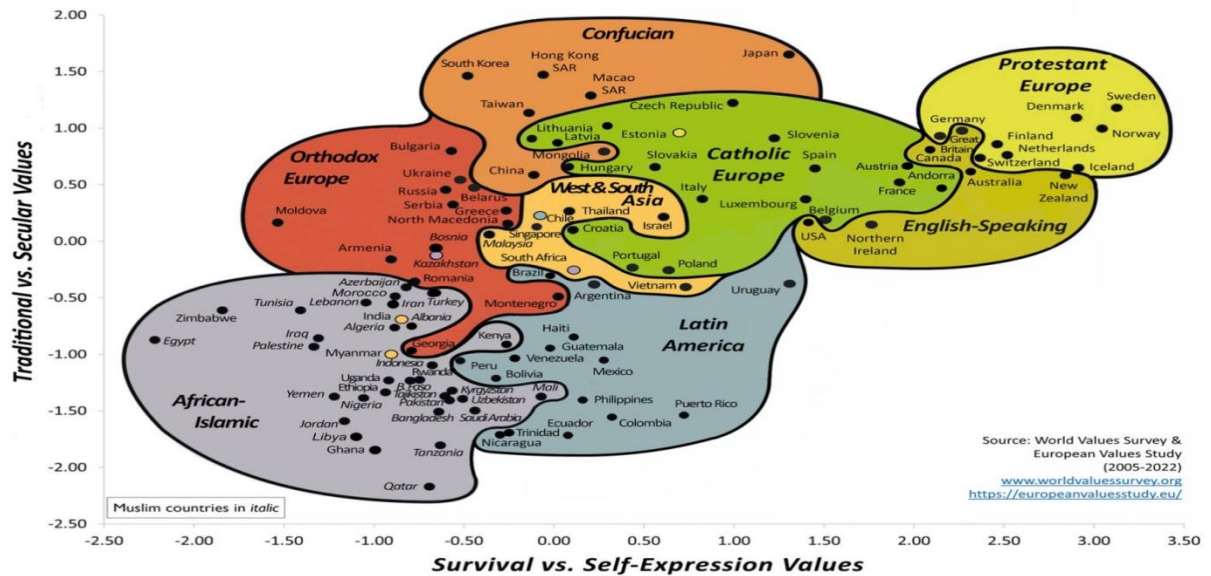 Traditional vs. Secular Values
2.00
1.50
1.00
0.50
0.00
-0.50
-1.00
-1.50
-2.00
-2.50
Confucian
South Korea
Hong Kong
SAR
Macao
SAR
Japan
Taiwan
Mongolia
China
Protestant
Europe
Sweden
Denmark
Norway
Germany
Finland
Netherlands
Switzerland
Iceland
English-Speaking
Great
Britain
Canada
Australia
New
Zealand
USA
Northern
Ireland
Catholic
Europe
Czech Republic
Lithuania
Latvia
Estonia
Slovenia
Hungary
Slovakia
Spain
Austria
Andorra
France
Italy
Luxembourg
Belgium
Croatia
Portugal
Poland
Orthodox
Europe
Bulgaria
Ukraine
Russia
Belarus
Serbia
Greece
North Macedonia
Moldova
Bosnia
Armenia
Kazakhstan
Romania
Montenegro
Georgia
West & South
Asia
Chile
Thailand
Israel
Singapore
Malaysia
South Africa
Vietnam
Latin
America
Brazil
Argentina
Uruguay
Haiti
Guatemala
Venezuela
Mexico
Peru
Bolivia
Philippines
Puerto Rico
Ecuador
Colombia
Trinidad
Nicaragua
African-
Islamic
Azerbaijan
Morocco
Lebanon
Iran
Turkey
Tunisia
Zimbabwe
India
Albania
Algeria
Egypt
Iraq
Palestine
Myanmar
Kenya
Indonesia
Rwanda
Uganda
B. Faso
Ethiopia
Tajikistan
Kyrgyzstan
Mali
Yemen
Nigeria
Pakistan
Uzbekistan
Bangladesh
Saudi Arabia
Jordan
Libya
Ghana
Tanzania
Qatar
Source: World Values Survey &
European Values Study
(2005-2022)
www.worldvaluessurvey.org
https://europeanvaluesstudy.eu/
Muslim countries in italic
-2.50 -2.00 -1.50 -1.00 -0.50 0.00 0.50 1.00 1.50 2.00 2.50 3.00 3.50
Survival vs. Self-Expression Values